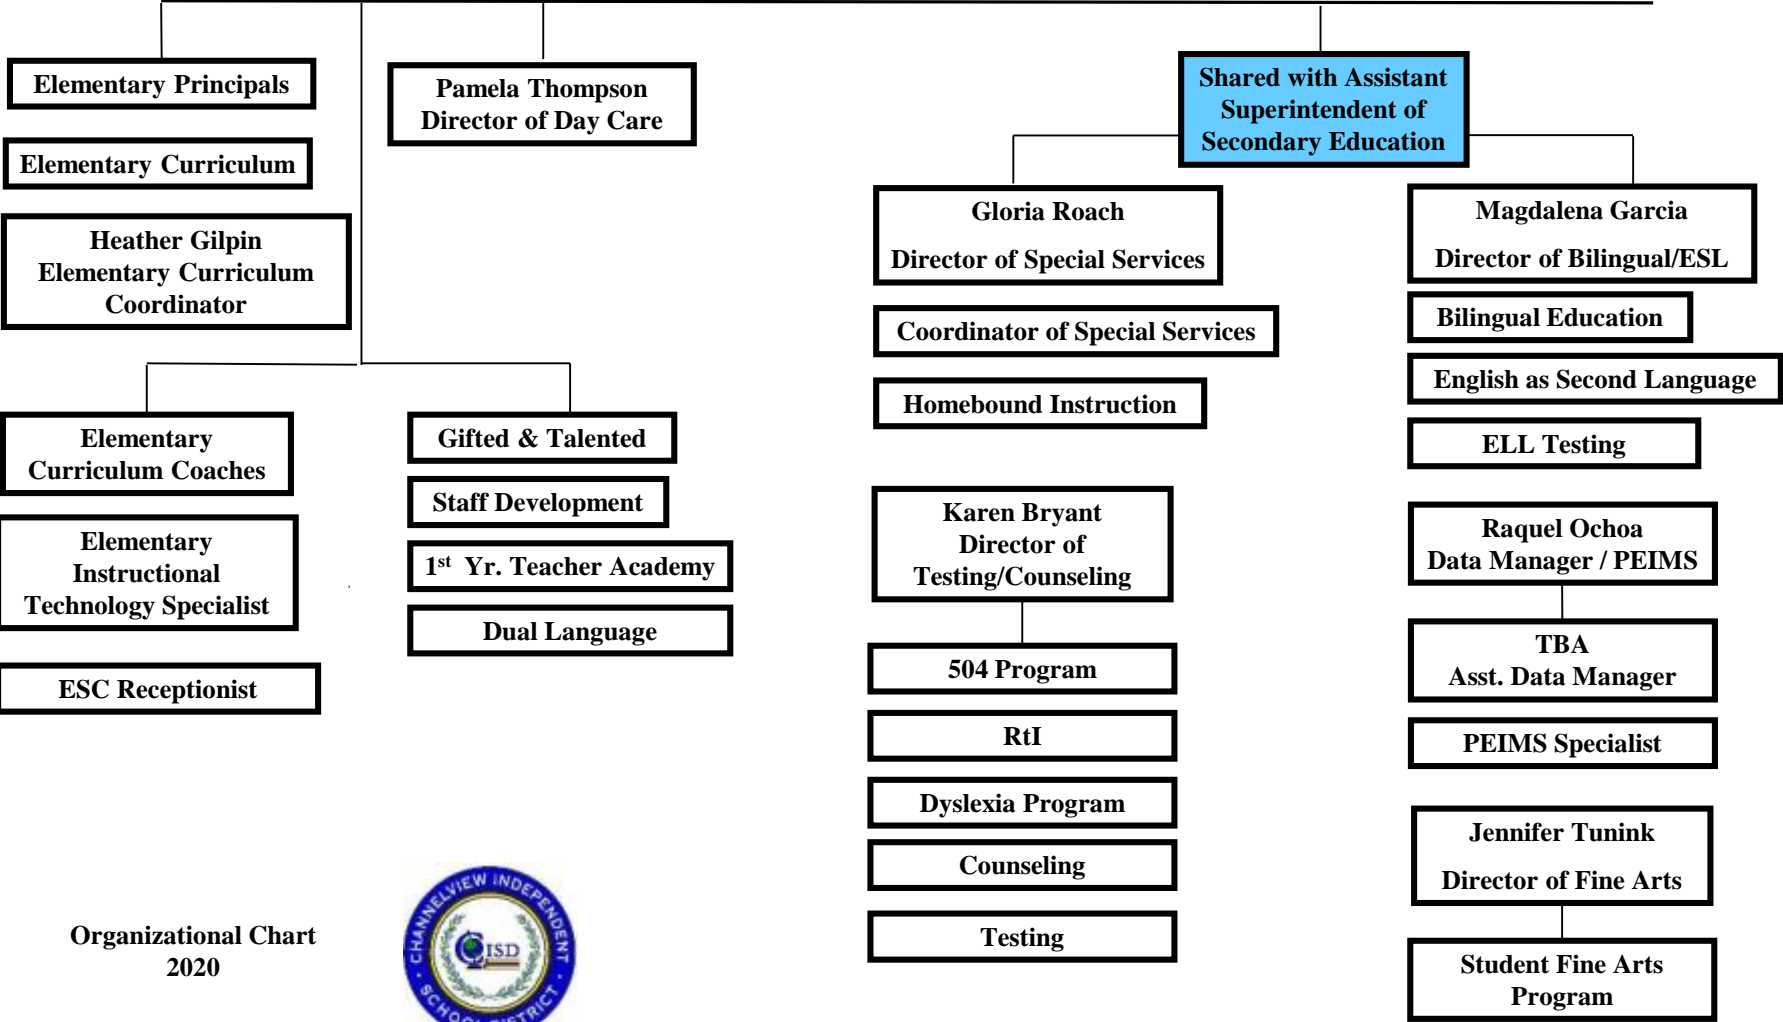 Elementary Principals
Elementary Curriculum
Heather Gilpin
Elementary Curriculum
Coordinator
Pamela Thompson
Director of Day Care
Elementary
Curriculum Coaches
Elementary
Instructional
Technology Specialist
ESC Receptionist
Gifted & Talented
Staff Development
1st Yr. Teacher Academy
Dual Language
Shared with Assistant
Superintendent of
Secondary Education
Gloria Roach
Director of Special Services
Coordinator of Special Services
Homebound Instruction
Karen Bryant
Director of
Testing/Counseling
504 Program
RtI
Dyslexia Program
Counseling
Testing
Magdalena Garcia
Director of Bilingual/ESL
Bilingual Education
English as Second Language
ELL Testing
Raquel Ochoa
Data Manager / PEIMS
TBA
Asst. Data Manager
PEIMS Specialist
Jennifer Tunink
Director of Fine Arts
Student Fine Arts
Program
Organizational Chart
2020
CHANNELVIEW INDEPENDENT
SCHOOL DISTRICT
CISD